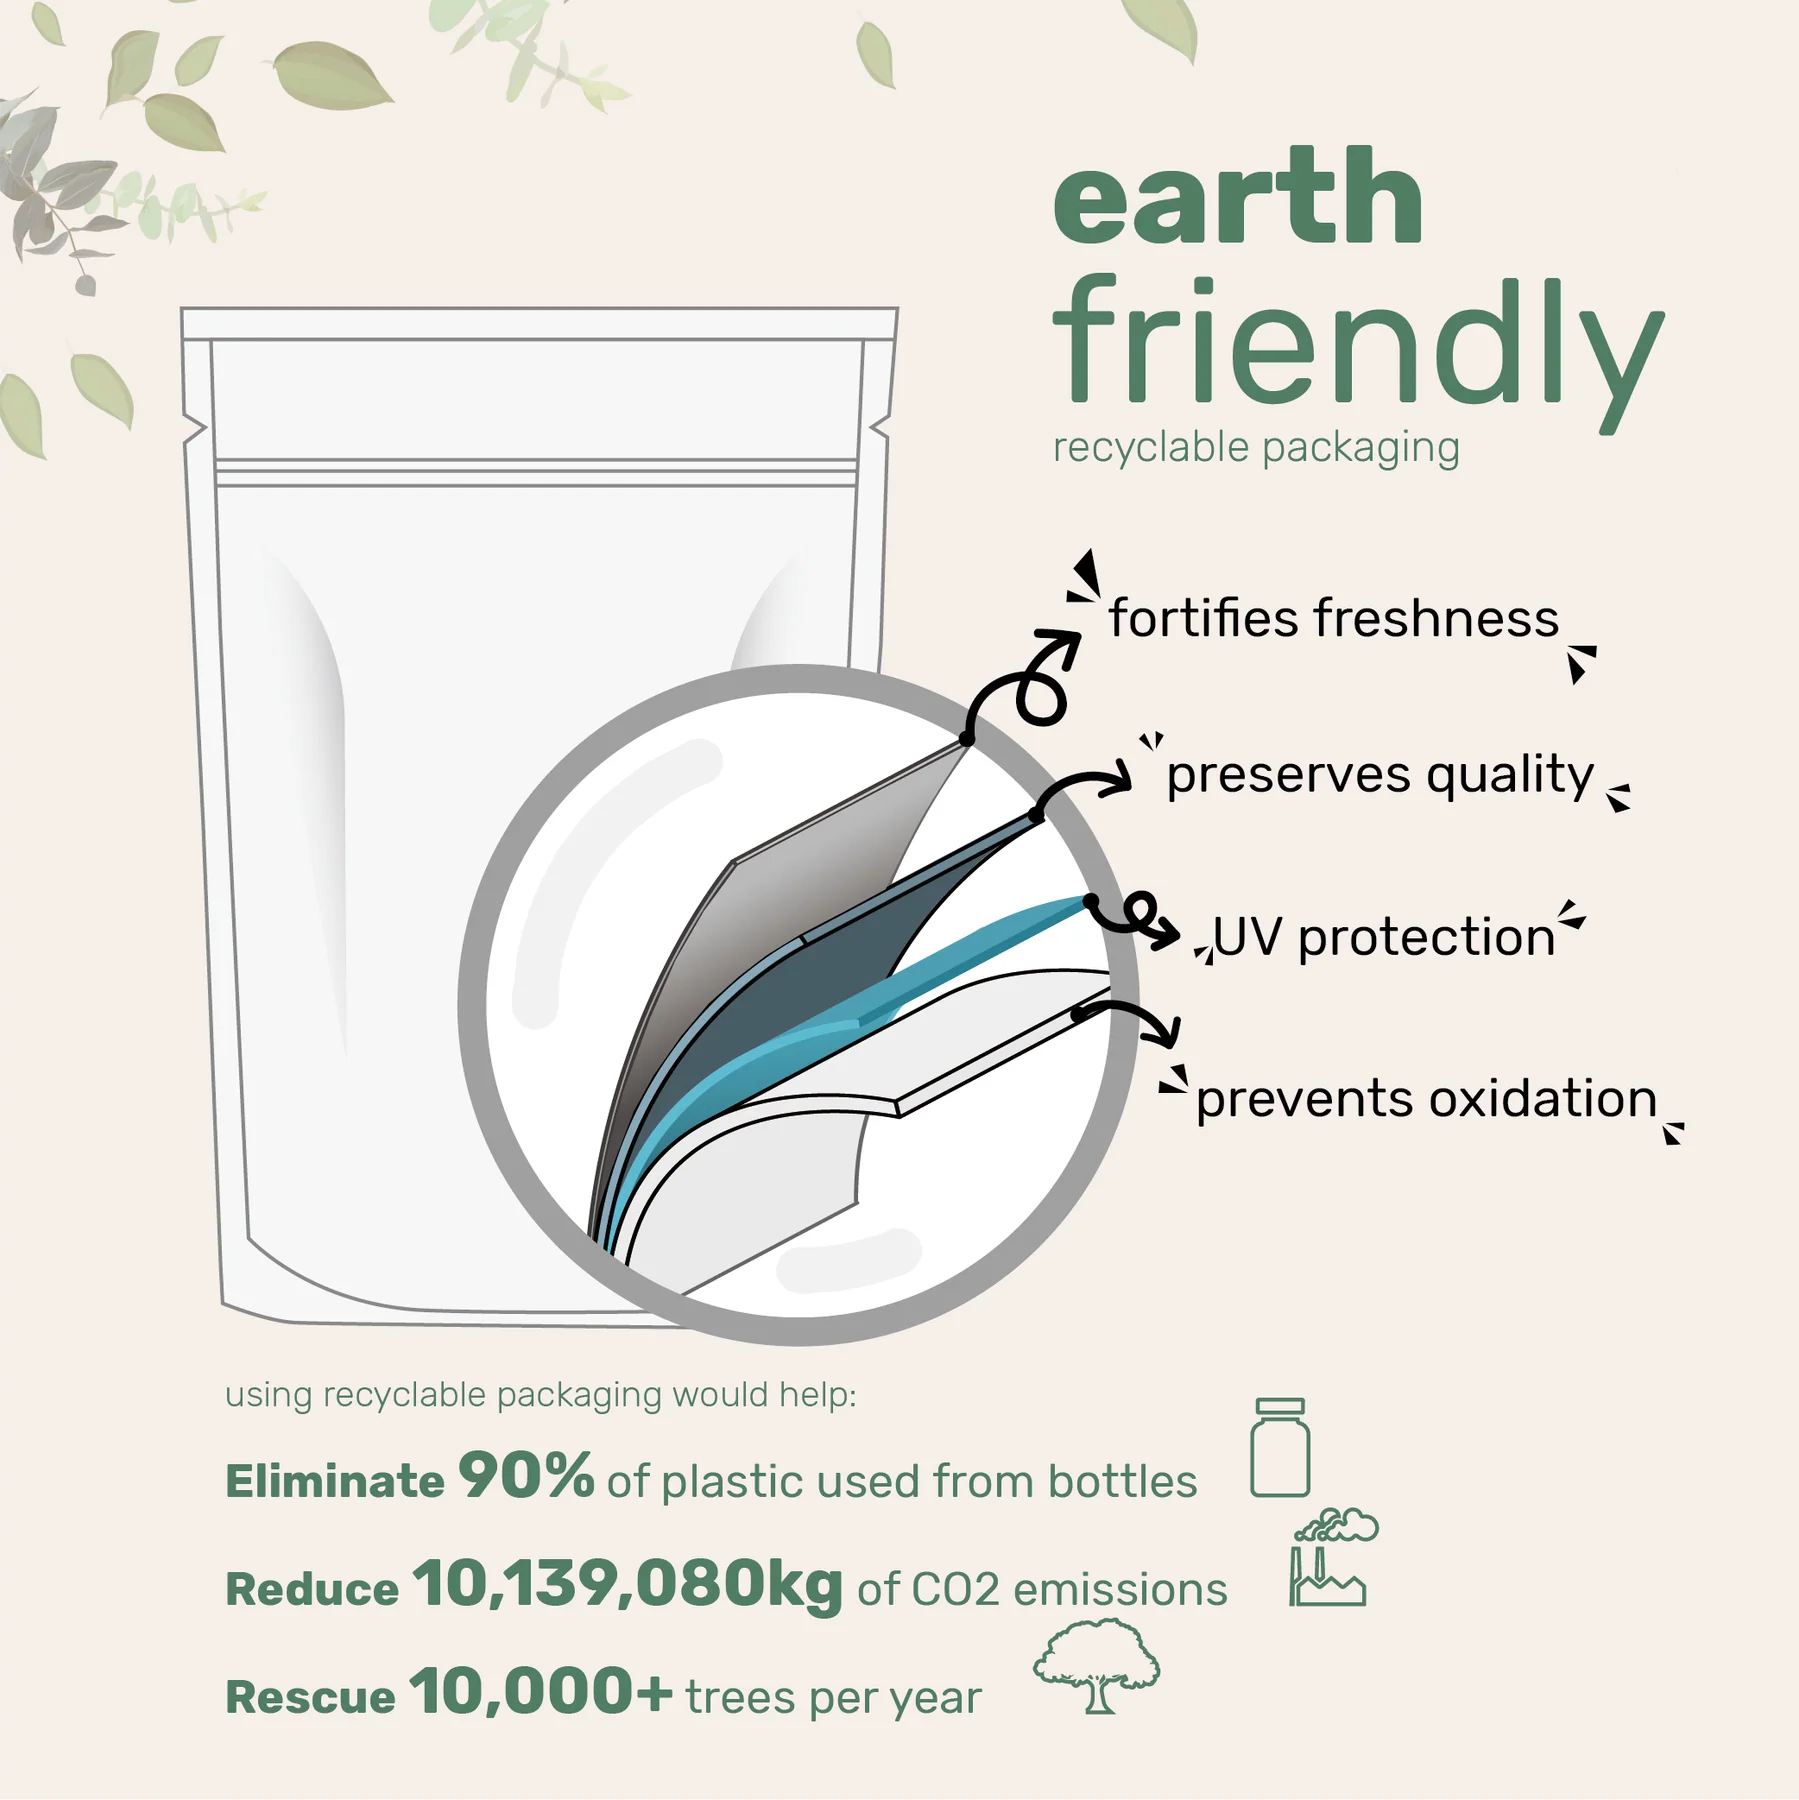 earth
friendly
recyclable packaging
fortifies freshness
preserves quality
UV protection
prevents oxidation
using recyclable packaging would help:
Eliminate 90% of plastic used from bottles
Reduce 10,139,080kg of CO2 emissions
Rescue 10,000+ trees per year